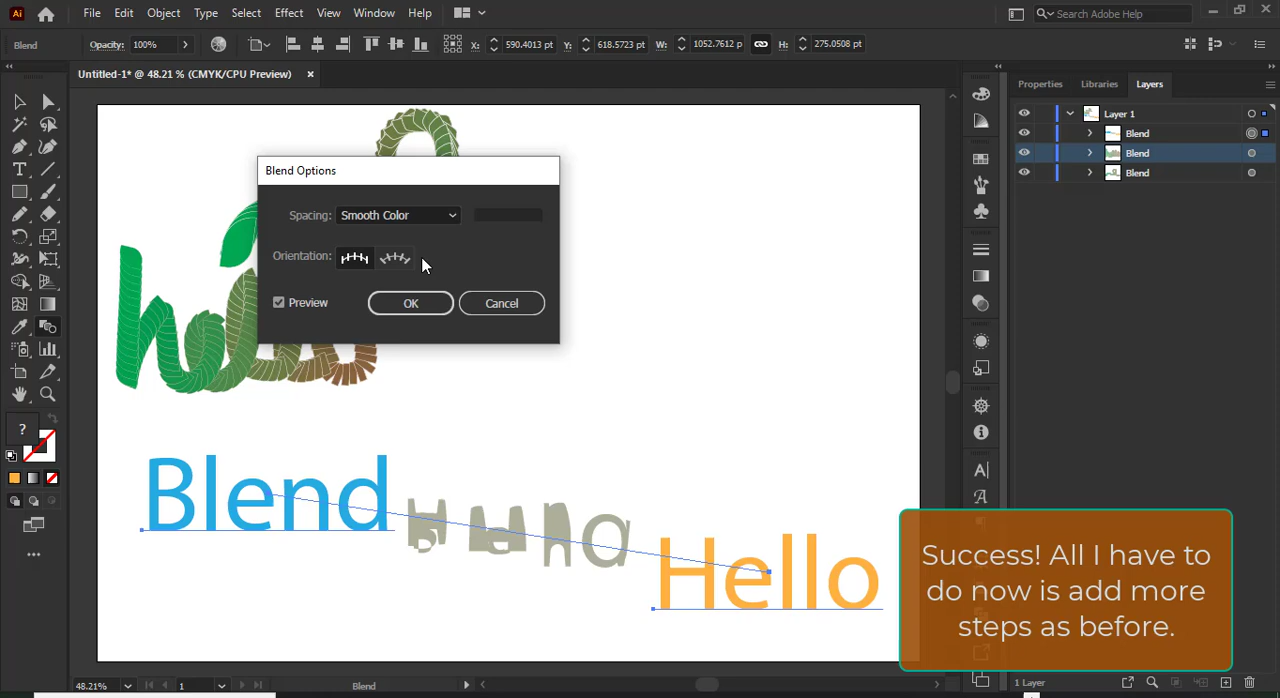 Ai File Edit Object Type Select Effect View Window Help Search Adobe Help
Blend Opacity: 100% X: 590.4013 pt Y: 618.5723 pt W: 1052.7612 p H: 275.0508 pt
Untitled-1* @ 48.21 % (CMYK/CPU Preview) ×
Properties Libraries Layers
Layer 1
Blend
Blend
Blend
Blend Options
Spacing: Smooth Color
Orientation:
Preview OK Cancel
hello
Blend
Hello
?
Success! All I have to
do now is add more
steps as before.
48.21% 1 Blend
1 Layer